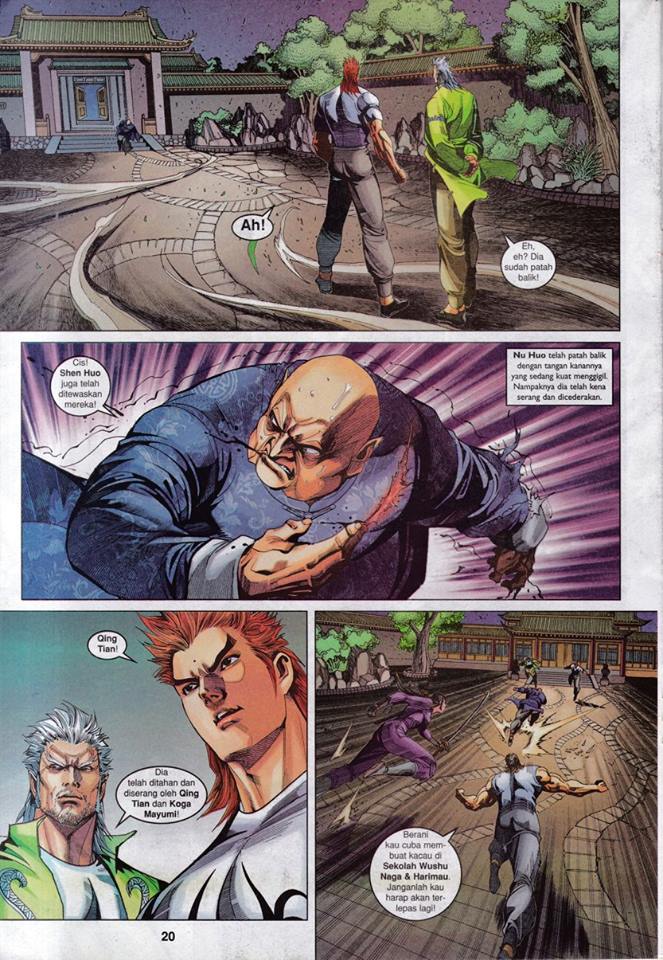 Ah!
Eh,
eh? Dia
sudah patah
balik!
Cis!
Shen Huo
juga telah
ditewaskan
mereka!
Nu Huo telah patah balik
dengan tangan kanannya
yang sedang kuat menggigil.
Nampaknya dia telah kena
serang dan dicederakan.
Qing
Tian!
Dia
telah ditahan dan
diserang oleh Qing
Tian dan Koga
Mayumi!
Berani
kau cuba mem-
buat kacau di
Sekolah Wushu
Naga & Harimau.
Janganlah kau
harap akan ter-
lepas lagi!
20